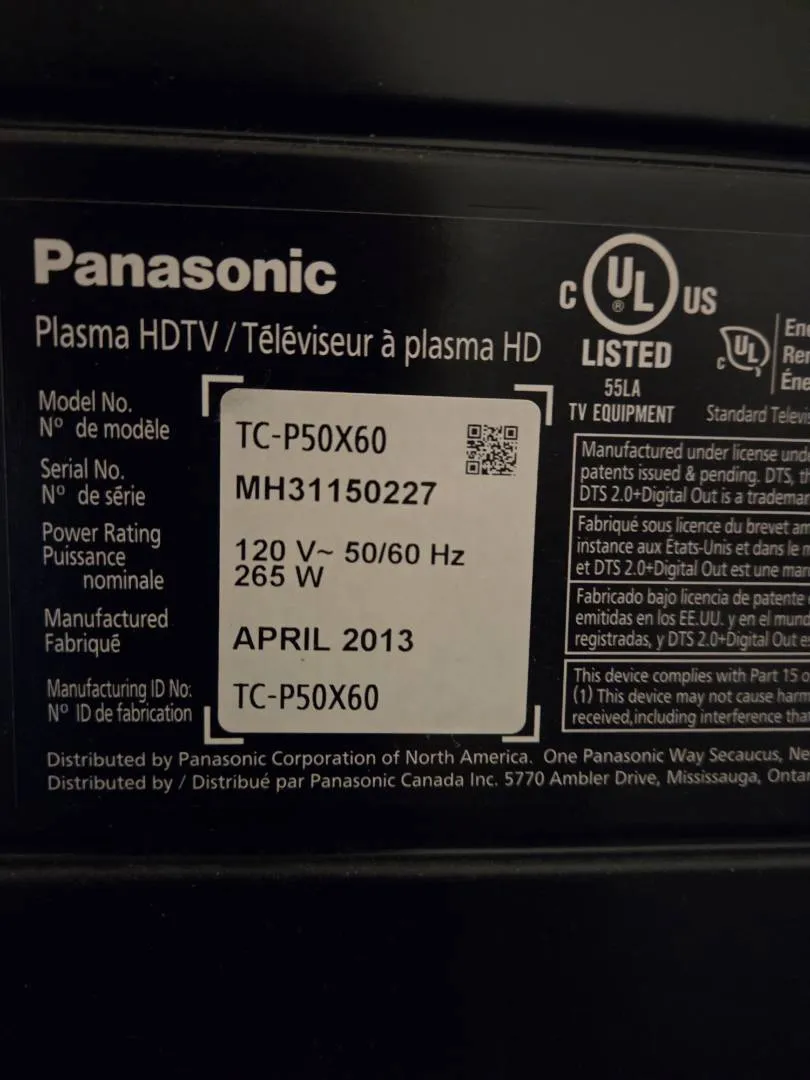 Panasonic
Plasma HDTV / Téléviseur à plasma HD
C UL US
®
LISTED
55LA
TV EQUIPMENT
C UL
Standard
Model No.
Nº de modèle
TC-P50X60
Serial No.
Nº de série
MH31150227
Power Rating
Puissance
nominale
120 V~ 50/60 Hz
265 W
Manufactured
Fabriqué
APRIL 2013
Manufacturing ID No:
Nº ID de fabrication
TC-P50X60
Manufactured under license
patents issued & pending. DTS,
DTS 2.0+Digital Out is a
Fabriqué sous licence du brevet
instance aux États-Unis et dans le
et DTS 2.0+Digital Out est une
Fabricado bajo licencia de patente
emitidas en los EE.UU. y en el
registradas, y DTS 2.0+Digital Out
This device complies with Part 15
(1) This device may not cause
received,including interference
Distributed by Panasonic Corporation of North America. One Panasonic Way Secaucus,
Distributed by / Distribué par Panasonic Canada Inc. 5770 Ambler Drive, Mississauga,